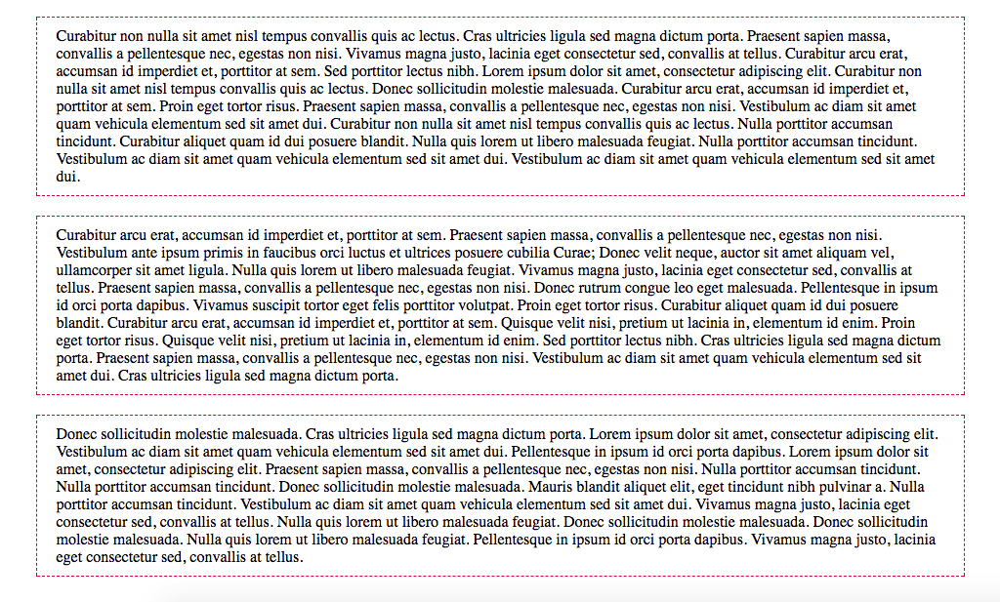 Curabitur non nulla sit amet nisl tempus convallis quis ac lectus. Cras ultricies ligula sed magna dictum porta. Praesent sapien massa,
convallis a pellentesque nec, egestas non nisi. Vivamus magna justo, lacinia eget consectetur sed, convallis at tellus. Curabitur arcu erat,
accumsan id imperdiet et, porttitor at sem. Sed porttitor lectus nibh. Lorem ipsum dolor sit amet, consectetur adipiscing elit. Curabitur non
nulla sit amet nisl tempus convallis quis ac lectus. Donec sollicitudin molestie malesuada. Curabitur arcu erat, accumsan id imperdiet et,
porttitor at sem. Proin eget tortor risus. Praesent sapien massa, convallis a pellentesque nec, egestas non nisi. Vestibulum ac diam sit amet
quam vehicula elementum sed sit amet dui. Curabitur non nulla sit amet nisl tempus convallis quis ac lectus. Nulla porttitor accumsan
tincidunt. Curabitur aliquet quam id dui posuere blandit. Nulla quis lorem ut libero malesuada feugiat. Nulla porttitor accumsan tincidunt.
Vestibulum ac diam sit amet quam vehicula elementum sed sit amet dui. Vestibulum ac diam sit amet quam vehicula elementum sed sit amet
dui.
Curabitur arcu erat, accumsan id imperdiet et, porttitor at sem. Praesent sapien massa, convallis a pellentesque nec, egestas non nisi.
Vestibulum ante ipsum primis in faucibus orci luctus et ultrices posuere cubilia Curae; Donec velit neque, auctor sit amet aliquam vel,
ullamcorper sit amet ligula. Nulla quis lorem ut libero malesuada feugiat. Vivamus magna justo, lacinia eget consectetur sed, convallis at
tellus. Praesent sapien massa, convallis a pellentesque nec, egestas non nisi. Donec rutrum congue leo eget malesuada. Pellentesque in ipsum
id orci porta dapibus. Vivamus suscipit tortor eget felis porttitor volutpat. Proin eget tortor risus. Curabitur aliquet quam id dui posuere
blandit. Curabitur arcu erat, accumsan id imperdiet et, porttitor at sem. Quisque velit nisi, pretium ut lacinia in, elementum id enim. Proin
eget tortor risus. Quisque velit nisi, pretium ut lacinia in, elementum id enim. Sed porttitor lectus nibh. Cras ultricies ligula sed magna dictum
porta. Praesent sapien massa, convallis a pellentesque nec, egestas non nisi. Vestibulum ac diam sit amet quam vehicula elementum sed sit
amet dui. Cras ultricies ligula sed magna dictum porta.
Donec sollicitudin molestie malesuada. Cras ultricies ligula sed magna dictum porta. Lorem ipsum dolor sit amet, consectetur adipiscing elit.
Vestibulum ac diam sit amet quam vehicula elementum sed sit amet dui. Pellentesque in ipsum id orci porta dapibus. Lorem ipsum dolor sit
amet, consectetur adipiscing elit. Praesent sapien massa, convallis a pellentesque nec, egestas non nisi. Nulla porttitor accumsan tincidunt.
Nulla porttitor accumsan tincidunt. Donec sollicitudin molestie malesuada. Mauris blandit aliquet elit, eget tincidunt nibh pulvinar a. Nulla
porttitor accumsan tincidunt. Vestibulum ac diam sit amet quam vehicula elementum sed sit amet dui. Vivamus magna justo, lacinia eget
consectetur sed, convallis at tellus. Nulla quis lorem ut libero malesuada feugiat. Donec sollicitudin molestie malesuada. Donec sollicitudin
molestie malesuada. Nulla quis lorem ut libero malesuada feugiat. Pellentesque in ipsum id orci porta dapibus. Vivamus magna justo, lacinia
eget consectetur sed, convallis at tellus.